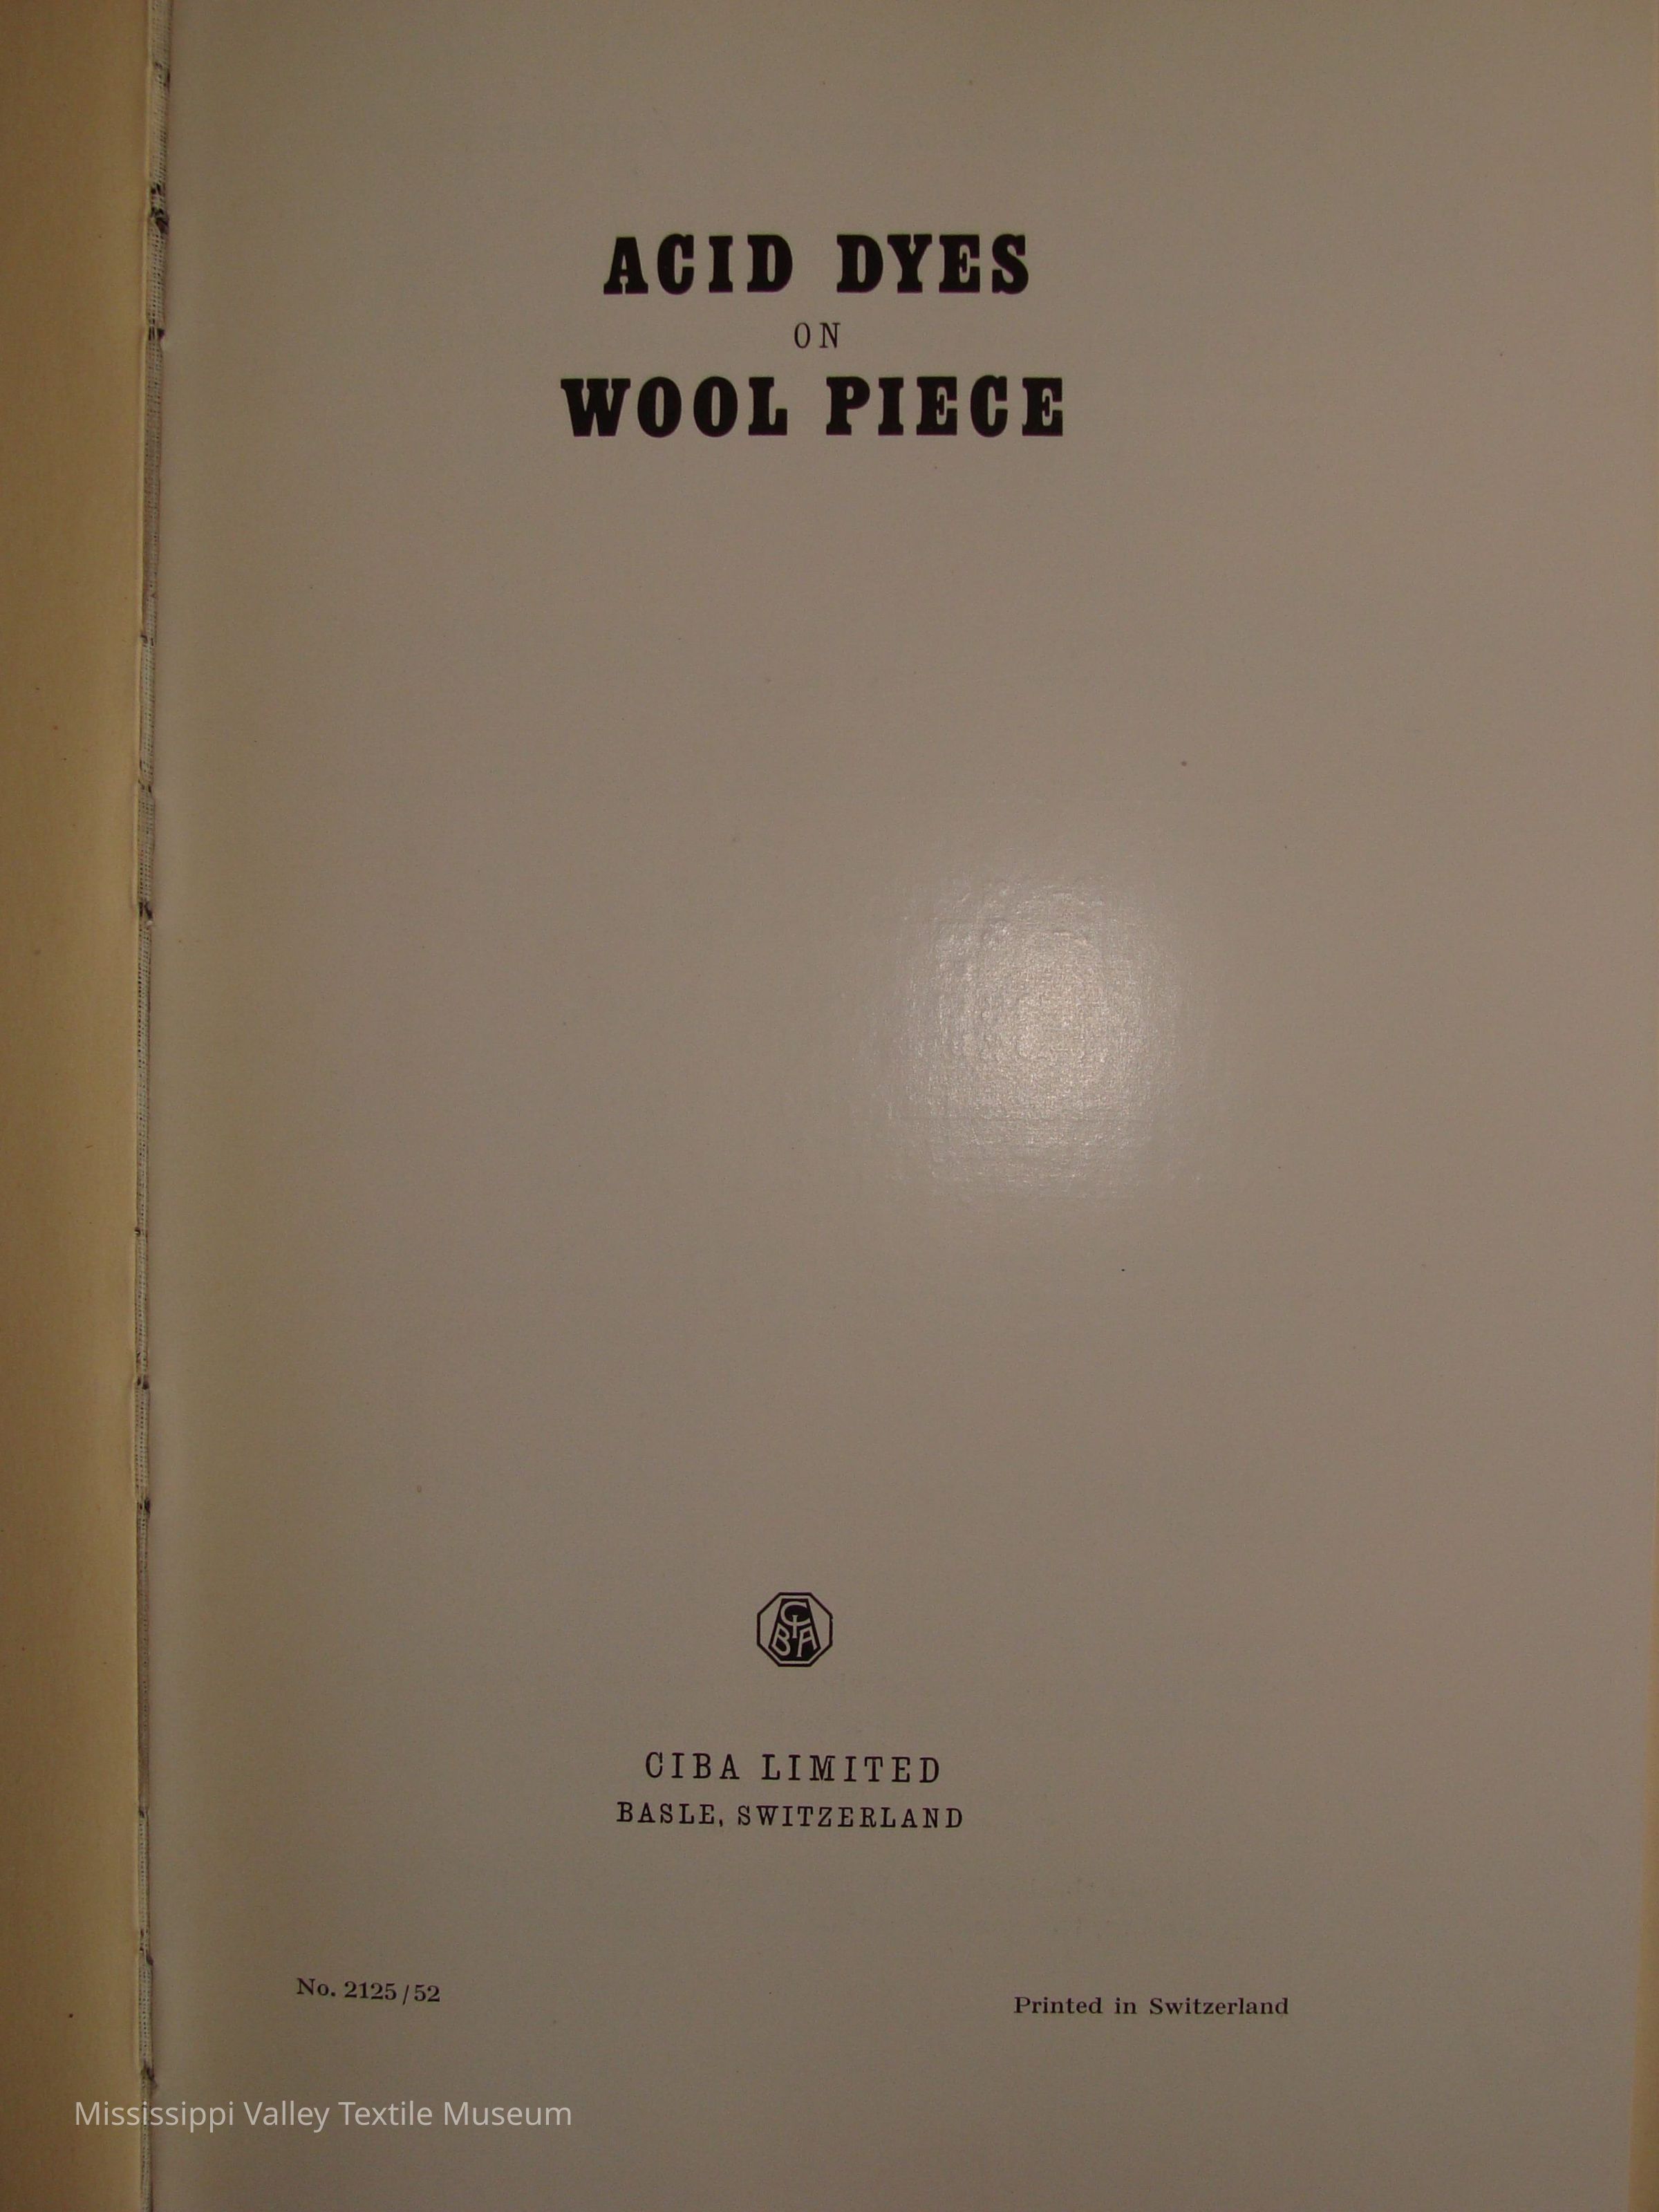 ACID DYES
ON
WOOL PIECE
CIBA
CIBA LIMITED
BASLE, SWITZERLAND
No. 2125/52
Printed in Switzerland
Mississippi Valley Textile Museum